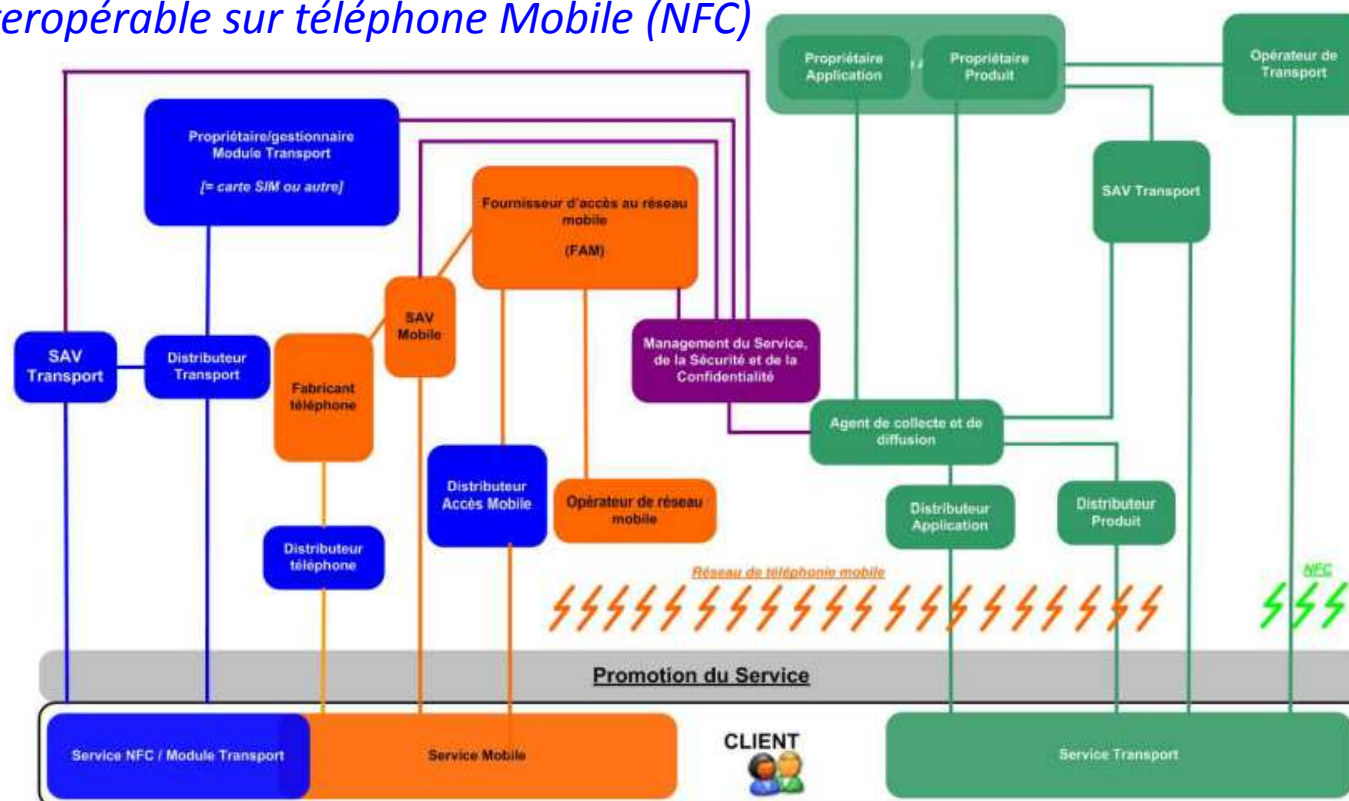 eropérable sur téléphone Mobile (NFC)
Propriétaire
Application
Propriétaire
Produit
Opérateur de
Transport
Propriétaire/gestionnaire
Module Transport
[= carte SIM ou autre]
Fournisseur d'accès au réseau
mobile
(FAM)
SAV Transport
SAV
Mobile
SAV
Transport
Distributeur
Transport
Fabricant
téléphone
Management du Service,
de la Sécurité et de la
Confidentialité
Agent de collecte et de
diffusion
Distributeur
Accès Mobile
Opérateur de réseau
mobile
Distributeur
Application
Distributeur
Produit
Distributeur
téléphone
Réseau de téléphonie mobile
NFC
Promotion du Service
Service NFC / Module Transport
Service Mobile
CLIENT
Service Transport